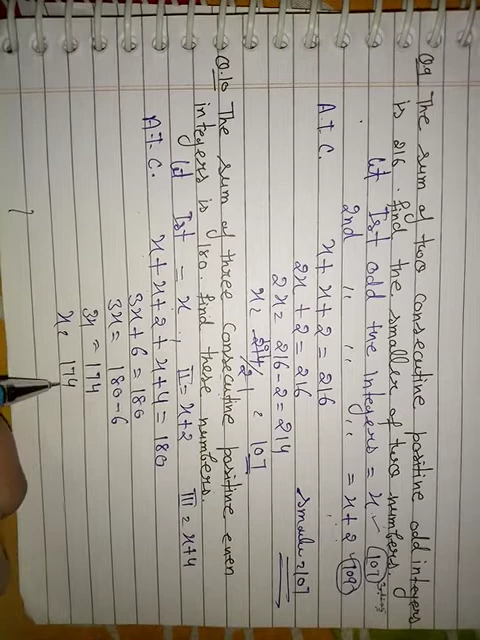 Q.9 The sum of two consecutive positive odd integers
is 216. find the smaller of two numbers.
let Ist odd +ve Integers = x - 107
2nd " " " = x + 2 109
A.T.C. x + x + 2 = 216
2x + 2 = 216 smaller = 107
2x = 216 - 2 = 214
x = 214/2 = 107
Q.10 The sum of three Consecutive positive even
integers is 180. find these numbers.
let Ist = x, II = x+2 III = x+4
A.T.C. x + x + 2 + x + 4 = 180
3x + 6 = 180
3x = 180 - 6
3x = 174
x = 174